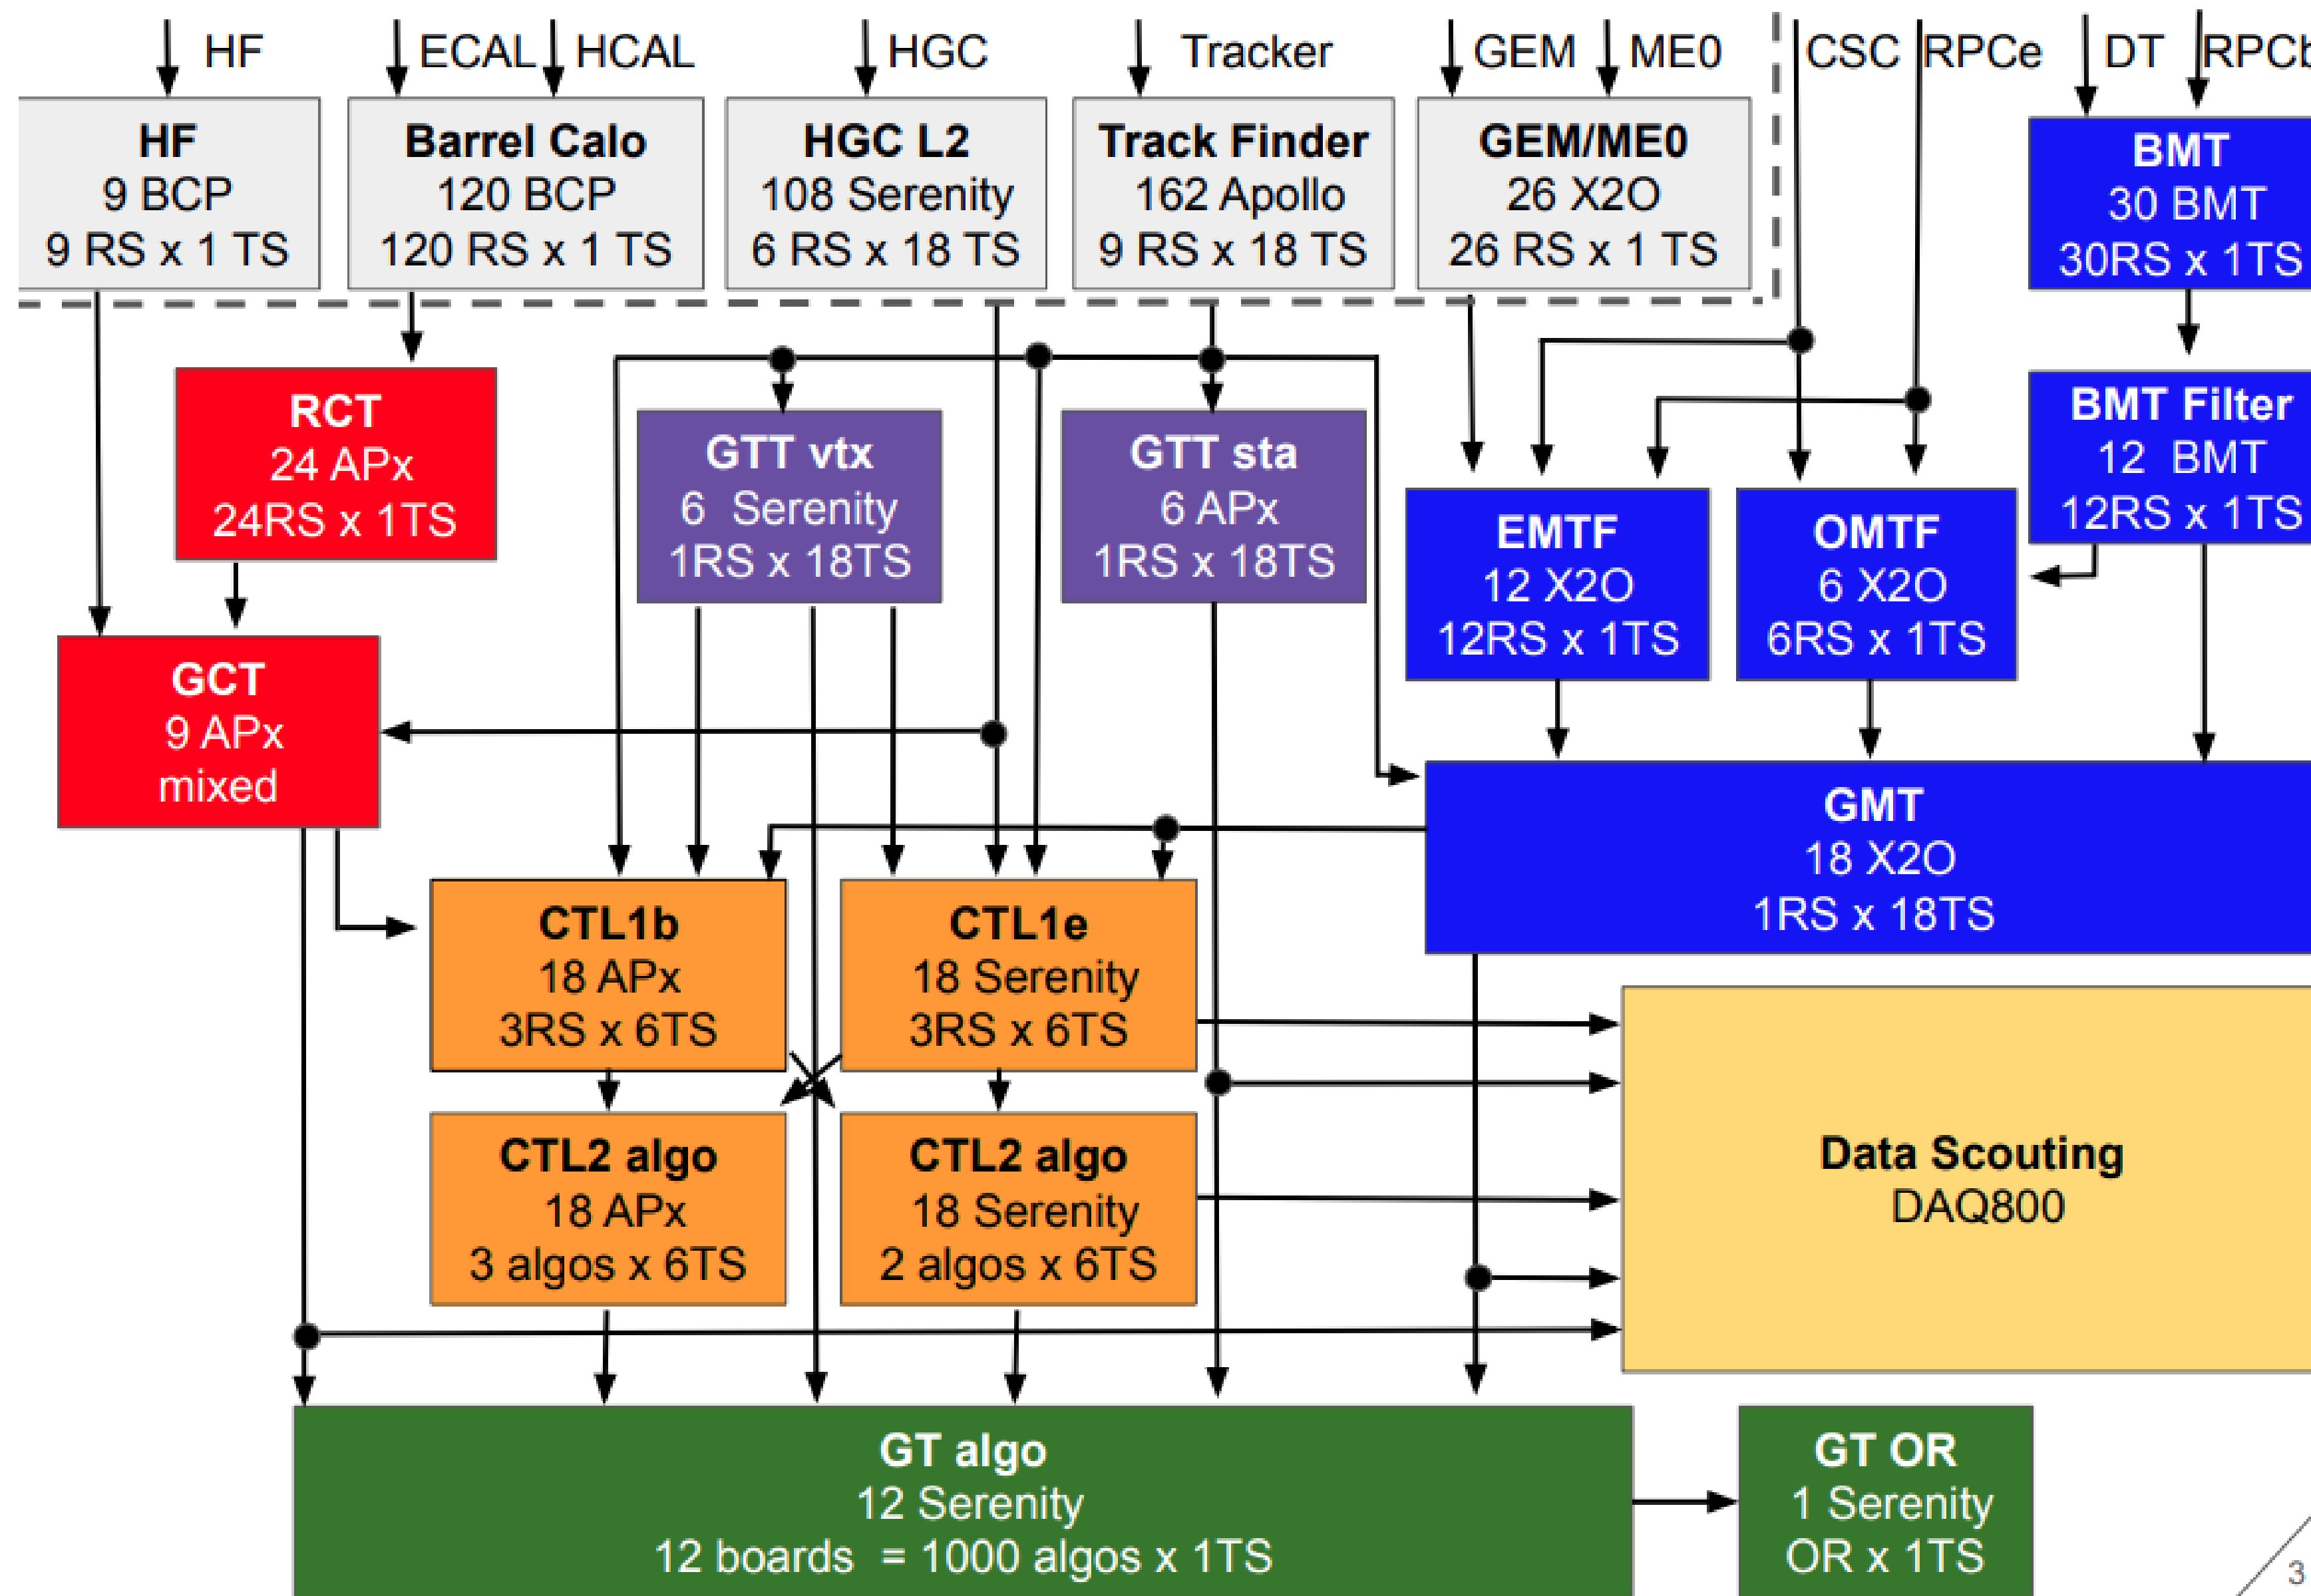 HF
ECAL
HCAL
HGC
Tracker
GEM
ME0
CSC
RPCe
DT
RPCb
HF
9 BCP
9 RS x 1 TS
Barrel Calo
120 BCP
120 RS x 1 TS
HGC L2
108 Serenity
6 RS x 18 TS
Track Finder
162 Apollo
9 RS x 18 TS
GEM/ME0
26 X2O
26 RS x 1 TS
BMT
30 BMT
30RS x 1TS
RCT
24 APx
24RS x 1TS
GTT vtx
6 Serenity
1RS x 18TS
GTT sta
6 APx
1RS x 18TS
BMT Filter
12 BMT
12RS x 1TS
EMTF
12 X2O
12RS x 1TS
OMTF
6 X2O
6RS x 1TS
GCT
9 APx
mixed
GMT
18 X2O
1RS x 18TS
CTL1b
18 APx
3RS x 6TS
CTL1e
18 Serenity
3RS x 6TS
CTL2 algo
18 APx
3 algos x 6TS
CTL2 algo
18 Serenity
2 algos x 6TS
Data Scouting
DAQ800
GT algo
12 Serenity
12 boards = 1000 algos x 1TS
GT OR
1 Serenity
OR x 1TS
3